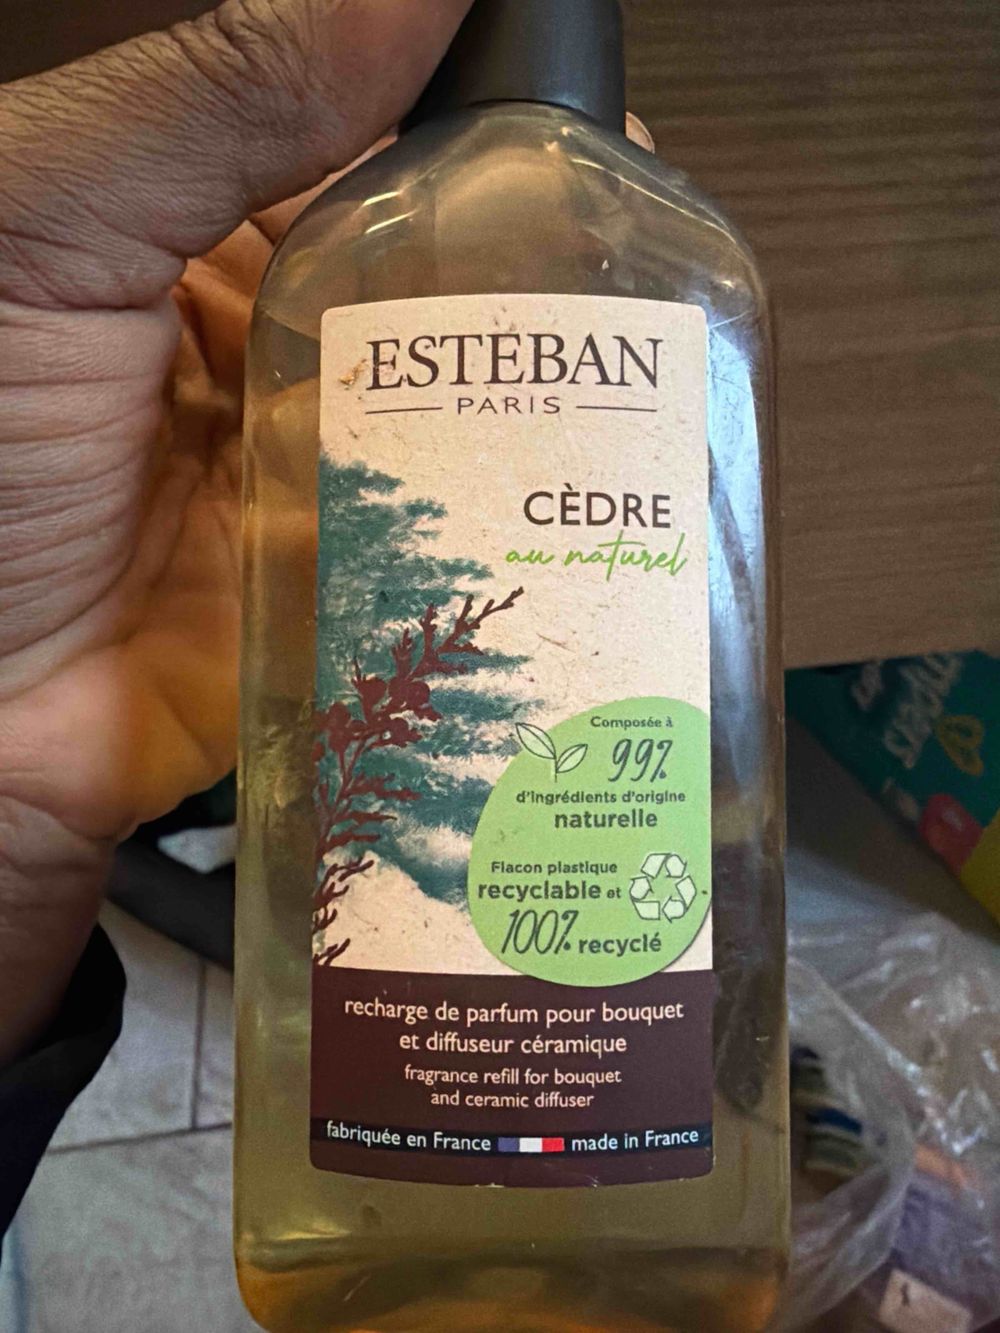 ESTEBAN
PARIS
CÈDRE
au naturel
Composée à
99%
d'ingrédients d'origine
naturelle
Flacon plastique
recyclable et
100% recyclé
recharge de parfum pour bouquet
et diffuseur céramique
fragrance refill for bouquet
and ceramic diffuser
fabriquée en France made in France